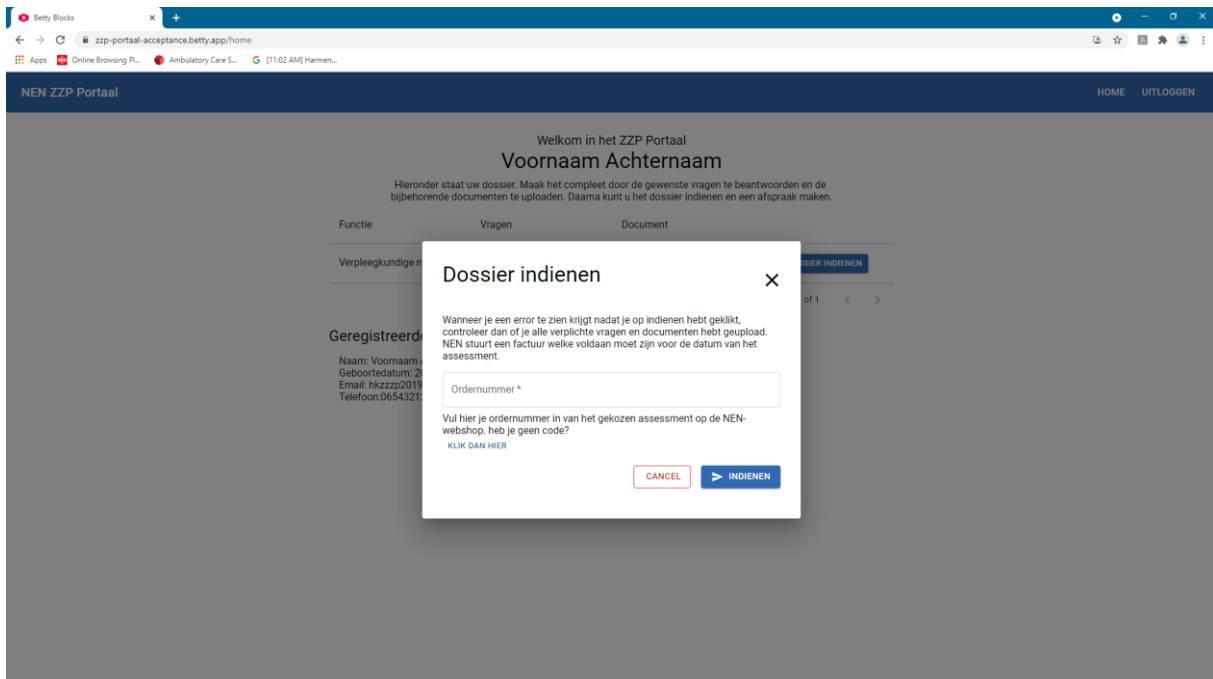 Betty Blocks
zzp-portaal-acceptance.betty.app/home
Apps Online Browsing Pl... Ambulatory Care S... [11:02 AM] Harmen...
NEN ZZP Portaal HOME UITLOGGEN
Welkom in het ZZP Portaal
Voornaam Achternaam
Hieronder staat uw dossier. Maak het compleet door de gewenste vragen te beantwoorden en de
bijbehorende documenten te uploaden. Daarna kunt u het dossier indienen en een afspraak maken.
Functie Vragen Document
Verpleegkundige n
SSIER INDIENEN
of 1
Dossier indienen
Wanneer je een error te zien krijgt nadat je op indienen hebt geklikt,
controleer dan of je alle verplichte vragen en documenten hebt geupload.
NEN stuurt een factuur welke voldaan moet zijn voor de datum van het
assessment.
Ordernummer *
Vul hier je ordernummer in van het gekozen assessment op de NEN-
webshop. heb je geen code?
KLIK DAN HIER
CANCEL INDIENEN
Geregistreerd
Naam: Voornaam
Geboortedatum: 2
Email: hkzzzp2019
Telefoon:0654321